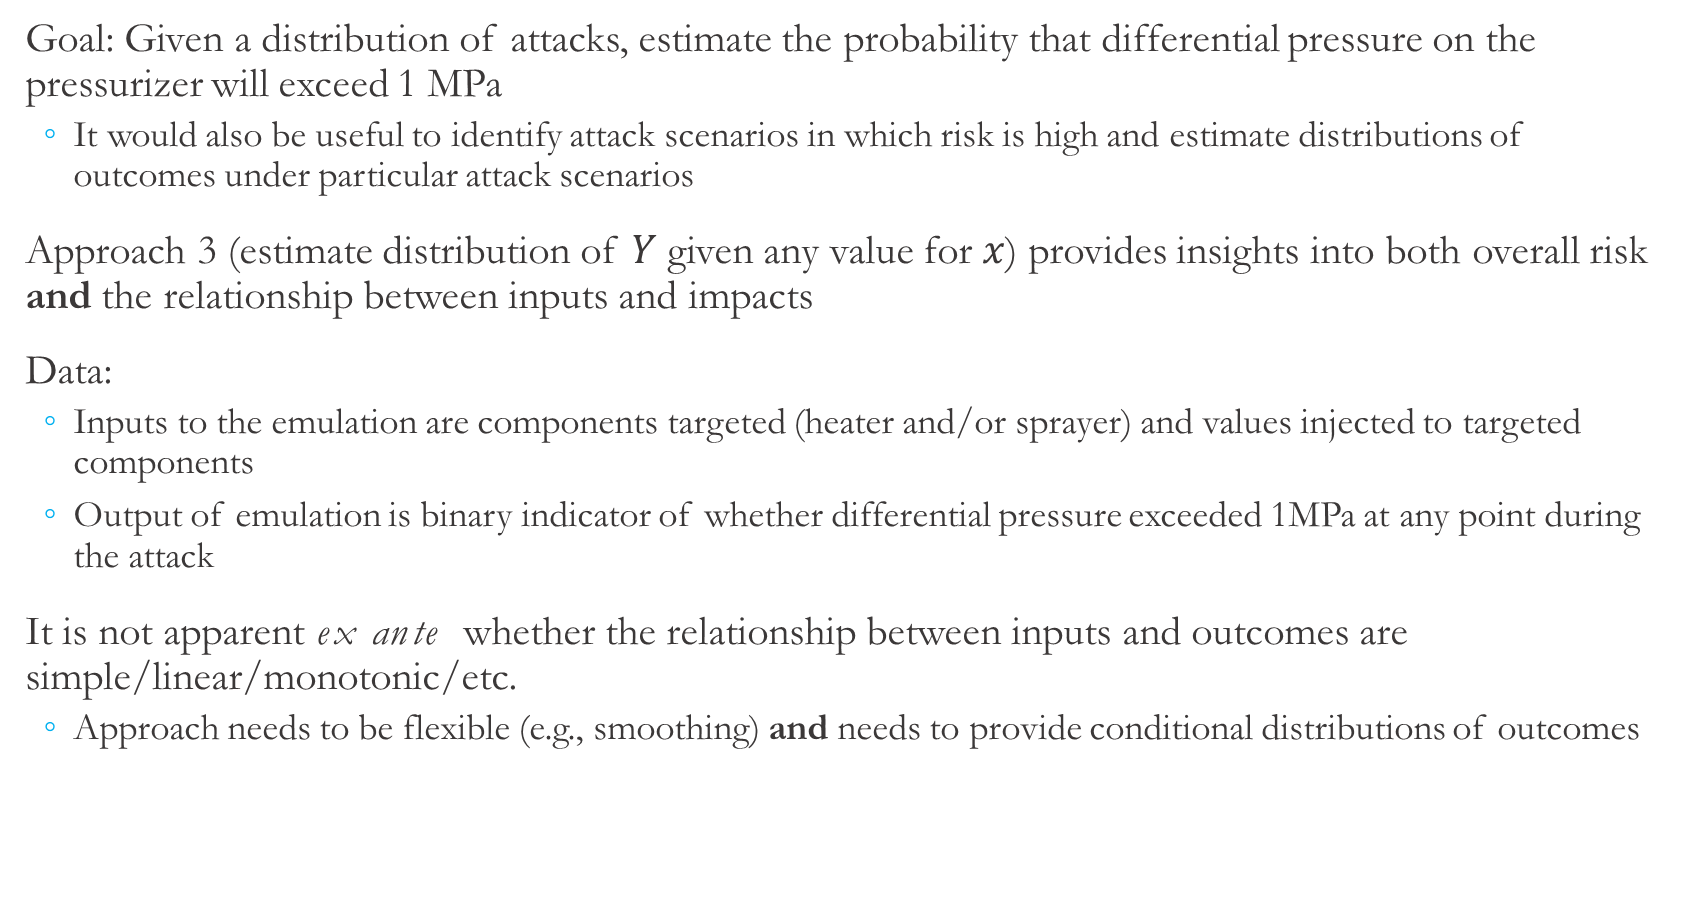 Goal: Given a distribution of attacks, estimate the probability that differential pressure on the
pressurizer will exceed 1 MPa
◦ It would also be useful to identify attack scenarios in which risk is high and estimate distributions of
outcomes under particular attack scenarios
Approach 3 (estimate distribution of Y given any value for x) provides insights into both overall risk
and the relationship between inputs and impacts
Data:
◦ Inputs to the emulation are components targeted (heater and/or sprayer) and values injected to targeted
components
◦ Output of emulation is binary indicator of whether differential pressure exceeded 1MPa at any point during
the attack
It is not apparent ex ante whether the relationship between inputs and outcomes are
simple/linear/monotonic/etc.
◦ Approach needs to be flexible (e.g., smoothing) and needs to provide conditional distributions of outcomes